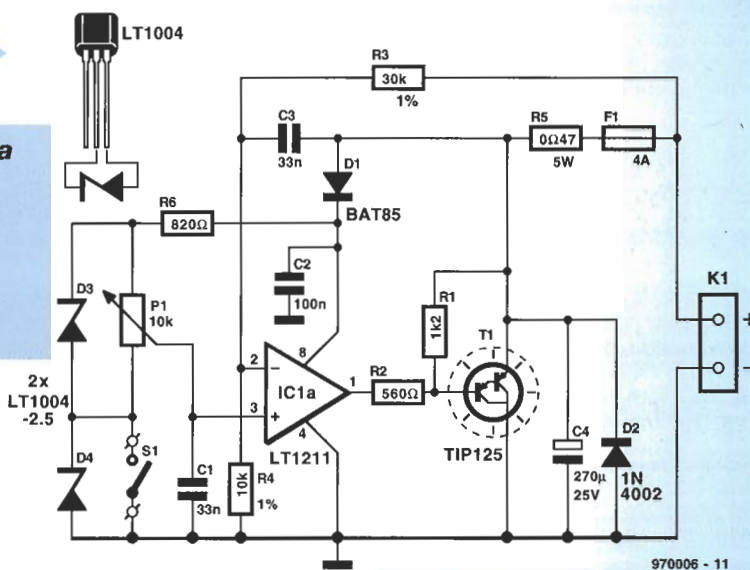 LT1004
a
R3
30k
1%
C3
33n
R5
0Ω47
5W
F1
4A
D1
BAT85
R6
820Ω
C2
100n
K1
+
–
D3
P1
10k
R1
1k2
T1
2
8
–
IC1a
1
3
+
4
R2
560Ω
LT1211
TIP125
2x
LT1004
-2.5
D4
S1
C1
33n
R4
10k
1%
C4
270µ
25V
D2
1N
4002
970006 - 11